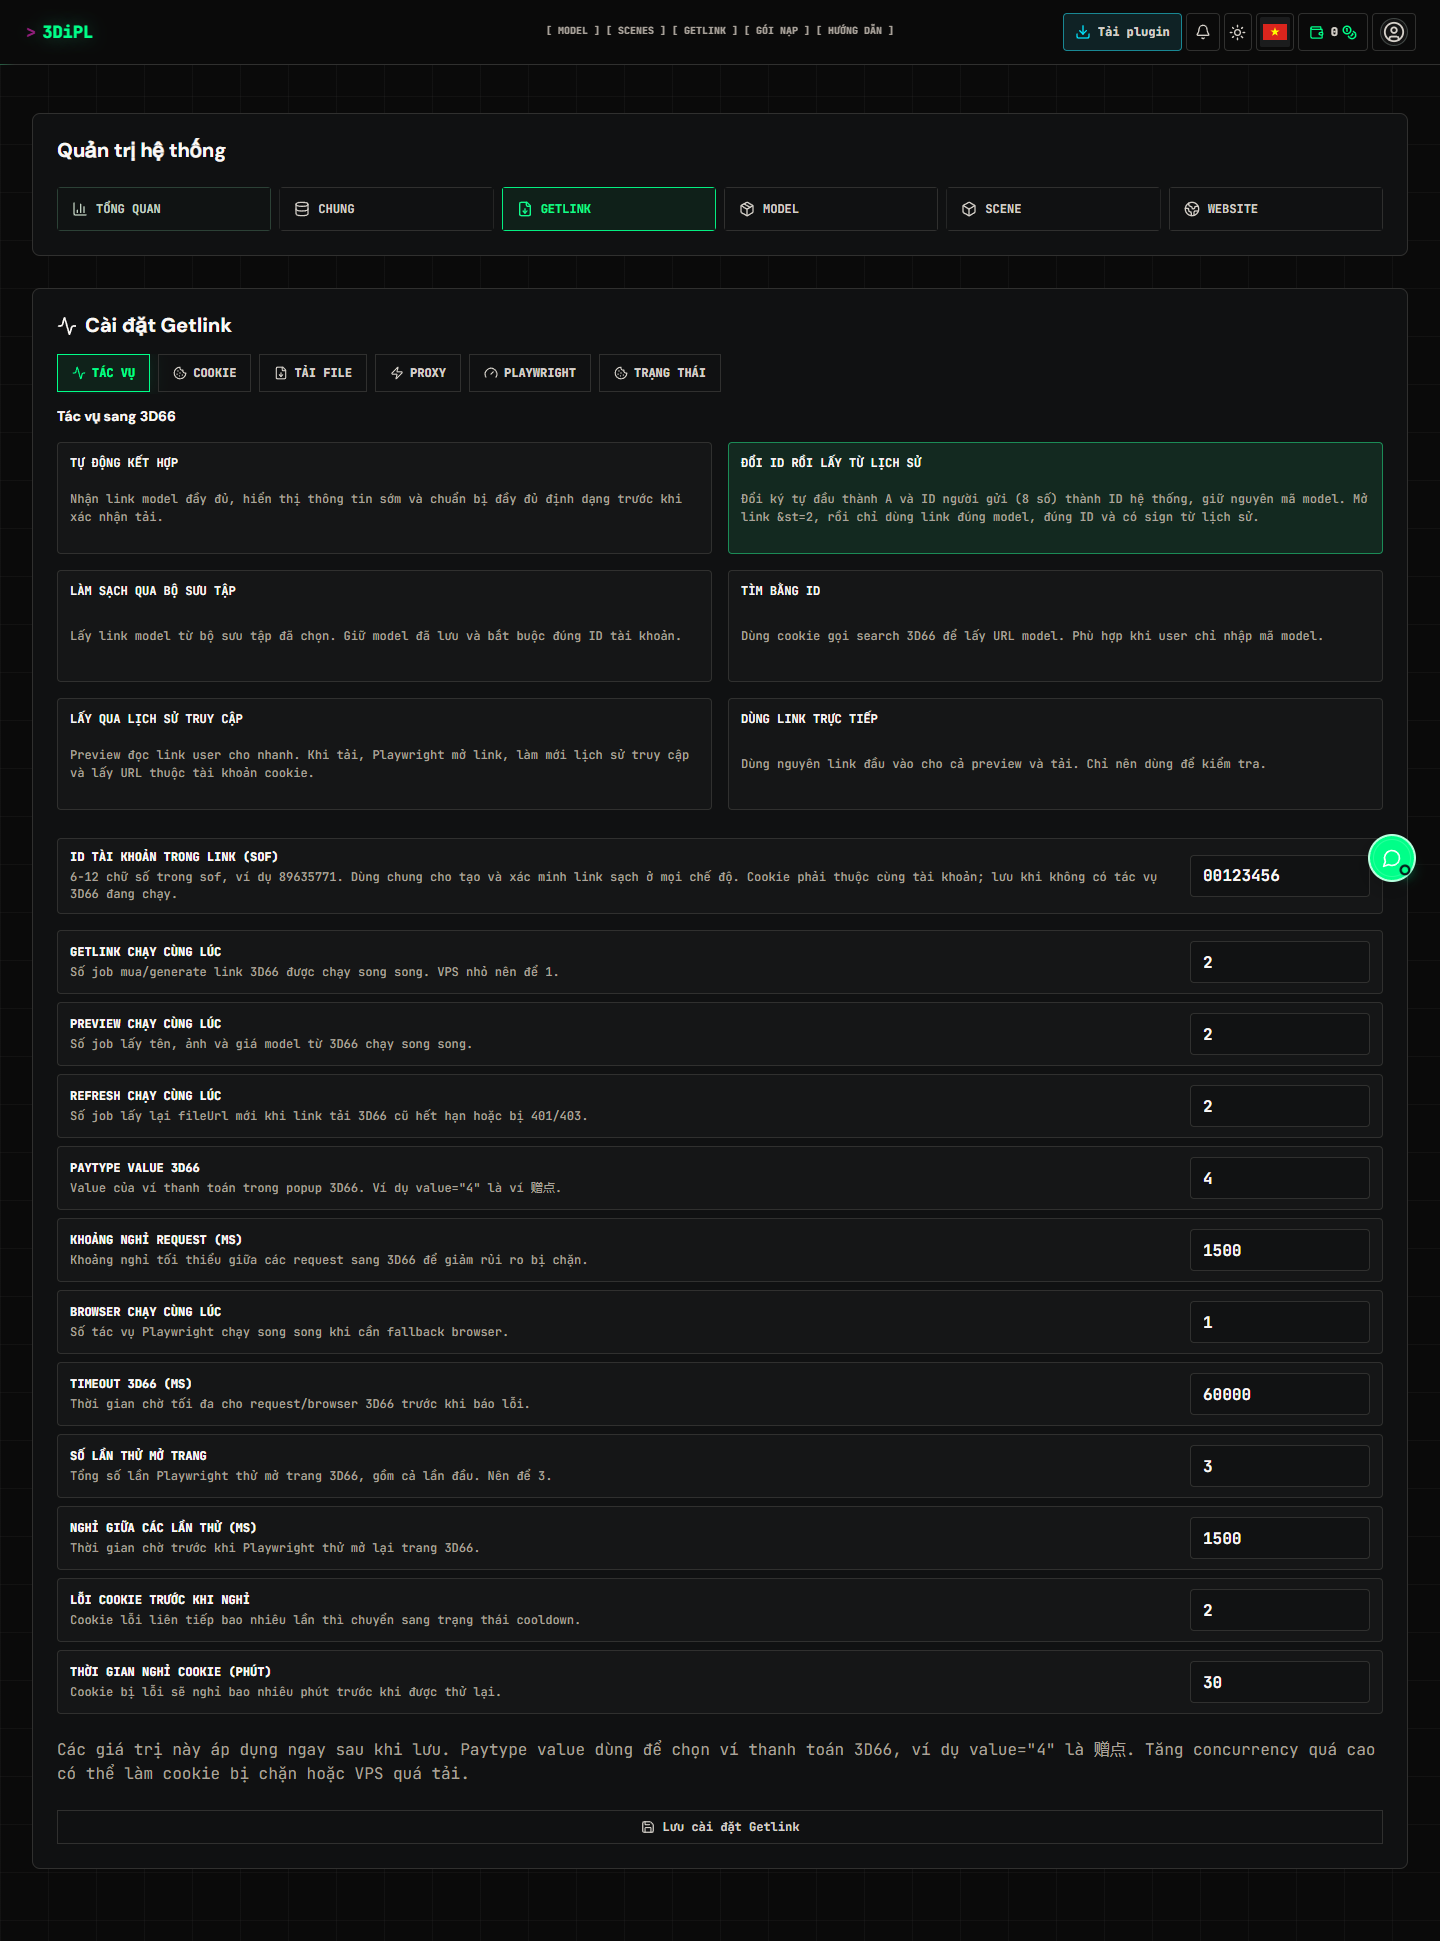 > 3DiPL
[ MODEL ] [ SCENES ] [ GETLINK ] [ GÓI NẠP ] [ HƯỚNG DẪN ]
Tải plugin
0
Quản trị hệ thống
TỔNG QUAN
CHUNG
GETLINK
MODEL
SCENE
WEBSITE
Cài đặt Getlink
TÁC VỤ
COOKIE
TẢI FILE
PROXY
PLAYWRIGHT
TRẠNG THÁI
Tác vụ sang 3D66
TỰ ĐỘNG KẾT HỢP
Nhận link model đầy đủ, hiển thị thông tin sớm và chuẩn bị đầy đủ định dạng trước khi
xác nhận tải.
ĐỔI ID RỒI LẤY TỪ LỊCH SỬ
Đổi ký tự đầu thành A và ID người gửi (8 số) thành ID hệ thống, giữ nguyên mã model. Mở
link &st=2, rồi chỉ dùng link đúng model, đúng ID và có sign từ lịch sử.
LÀM SẠCH QUA BỘ SƯU TẬP
Lấy link model từ bộ sưu tập đã chọn. Giữ model đã lưu và bắt buộc đúng ID tài khoản.
TÌM BẰNG ID
Dùng cookie gọi search 3D66 để lấy URL model. Phù hợp khi user chỉ nhập mã model.
LẤY QUA LỊCH SỬ TRUY CẬP
Preview đọc link user cho nhanh. Khi tải, Playwright mở link, làm mới lịch sử truy cập
và lấy URL thuộc tài khoản cookie.
DÙNG LINK TRỰC TIẾP
Dùng nguyên link đầu vào cho cả preview và tải. Chỉ nên dùng để kiểm tra.
ID TÀI KHOẢN TRONG LINK (SOF)
6-12 chữ số trong sof, ví dụ 89635771. Dùng chung cho tạo và xác minh link sạch ở mọi chế độ. Cookie phải thuộc cùng tài khoản; lưu khi không có tác vụ
3D66 đang chạy.
00123456
GETLINK CHẠY CÙNG LÚC
Số job mua/generate link 3D66 được chạy song song. VPS nhỏ nên để 1.
2
PREVIEW CHẠY CÙNG LÚC
Số job lấy tên, ảnh và giá model từ 3D66 chạy song song.
2
REFRESH CHẠY CÙNG LÚC
Số job lấy lại fileUrl mới khi link tải 3D66 cũ hết hạn hoặc bị 401/403.
2
PAYTYPE VALUE 3D66
Value của ví thanh toán trong popup 3D66. Ví dụ value="4" là ví 赠点.
4
KHOẢNG NGHỈ REQUEST (MS)
Khoảng nghỉ tối thiểu giữa các request sang 3D66 để giảm rủi ro bị chặn.
1500
BROWSER CHẠY CÙNG LÚC
Số tác vụ Playwright chạy song song khi cần fallback browser.
1
TIMEOUT 3D66 (MS)
Thời gian chờ tối đa cho request/browser 3D66 trước khi báo lỗi.
60000
SỐ LẦN THỬ MỞ TRANG
Tổng số lần Playwright thử mở trang 3D66, gồm cả lần đầu. Nên để 3.
3
NGHỈ GIỮA CÁC LẦN THỬ (MS)
Thời gian chờ trước khi Playwright thử mở lại trang 3D66.
1500
LỖI COOKIE TRƯỚC KHI NGHỈ
Cookie lỗi liên tiếp bao nhiêu lần thì chuyển sang trạng thái cooldown.
2
THỜI GIAN NGHỈ COOKIE (PHÚT)
Cookie bị lỗi sẽ nghỉ bao nhiêu phút trước khi được thử lại.
30
Các giá trị này áp dụng ngay sau khi lưu. Paytype value dùng để chọn ví thanh toán 3D66, ví dụ value="4" là 赠点. Tăng concurrency quá cao
có thể làm cookie bị chặn hoặc VPS quá tải.
Lưu cài đặt Getlink